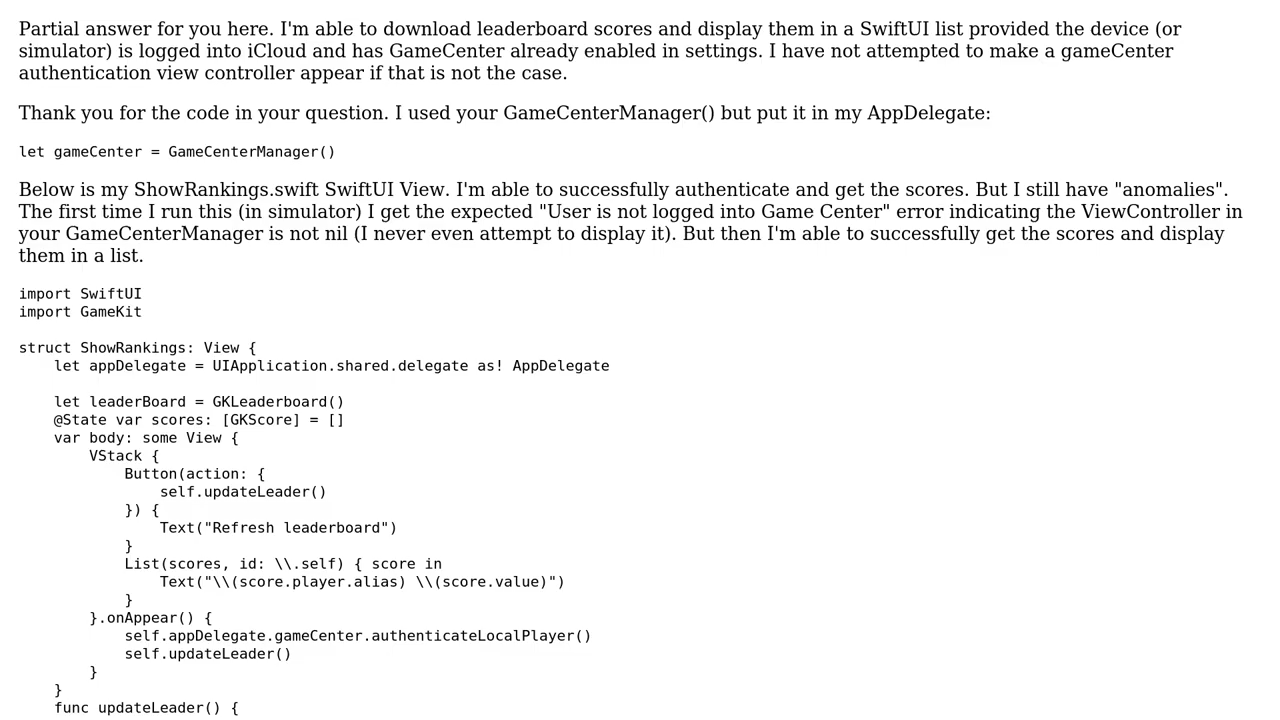 Partial answer for you here. I'm able to download leaderboard scores and display them in a SwiftUI list provided the device (or
simulator) is logged into iCloud and has GameCenter already enabled in settings. I have not attempted to make a gameCenter
authentication view controller appear if that is not the case.
Thank you for the code in your question. I used your GameCenterManager() but put it in my AppDelegate:
let gameCenter = GameCenterManager()
Below is my ShowRankings.swift SwiftUI View. I'm able to successfully authenticate and get the scores. But I still have "anomalies".
The first time I run this (in simulator) I get the expected "User is not logged into Game Center" error indicating the ViewController in
your GameCenterManager is not nil (I never even attempt to display it). But then I'm able to successfully get the scores and display
them in a list.
import SwiftUI
import GameKit
struct ShowRankings: View {
    let appDelegate = UIApplication.shared.delegate as! AppDelegate
    let leaderBoard = GKLeaderboard()
    @State var scores: [GKScore] = []
    var body: some View {
        VStack {
            Button(action: {
                self.updateLeader()
            }) {
                Text("Refresh leaderboard")
            }
            List(scores, id: \\.self) { score in
                Text("\\(score.player.alias) \\(score.value)")
            }
        }.onAppear() {
            self.appDelegate.gameCenter.authenticateLocalPlayer()
            self.updateLeader()
        }
    }
    func updateLeader() {